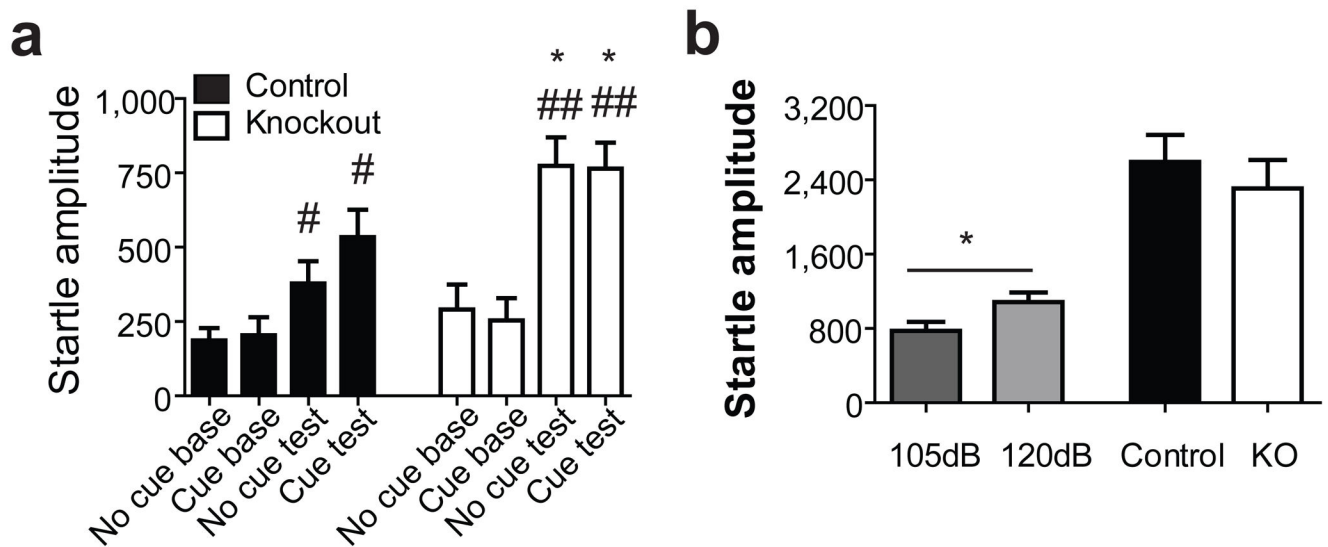 a
Startle amplitude
1,000
750
500
250
0
Control
Knockout
#
#
*
##
*
##
No cue base
Cue base
No cue test
Cue test
No cue base
Cue base
No cue test
Cue test
b
Startle amplitude
3,200
2,400
1,600
800
0
*
105dB 120dB Control KO